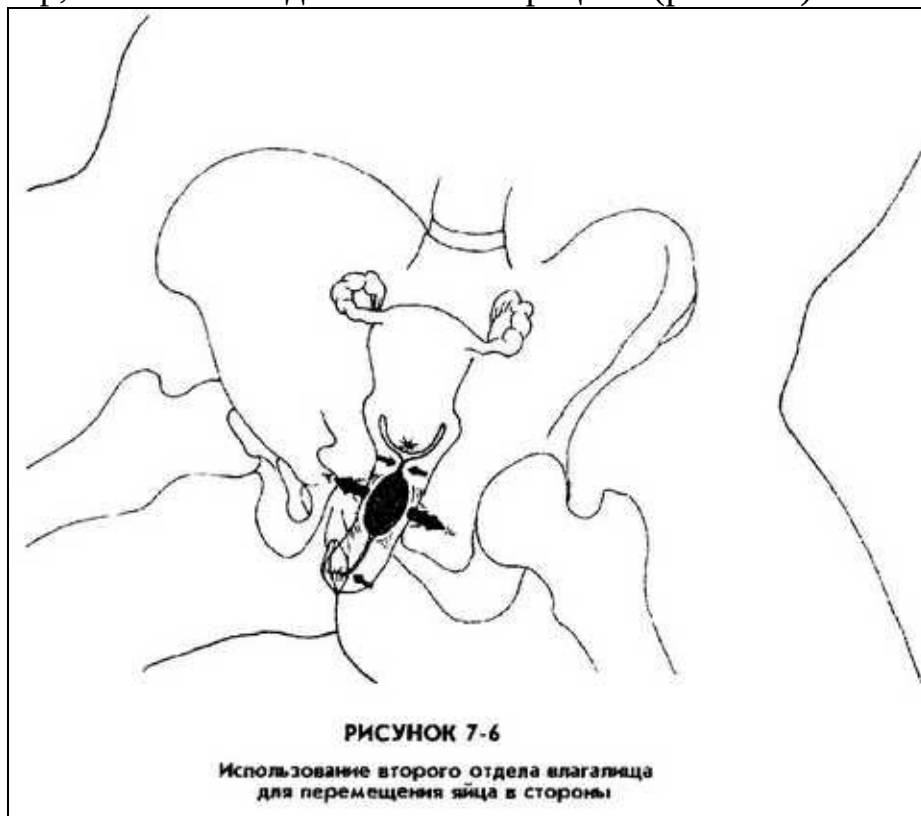 РИСУНОК 7-6
Использование второго отдела влагалища
для перемещения яйца в стороны